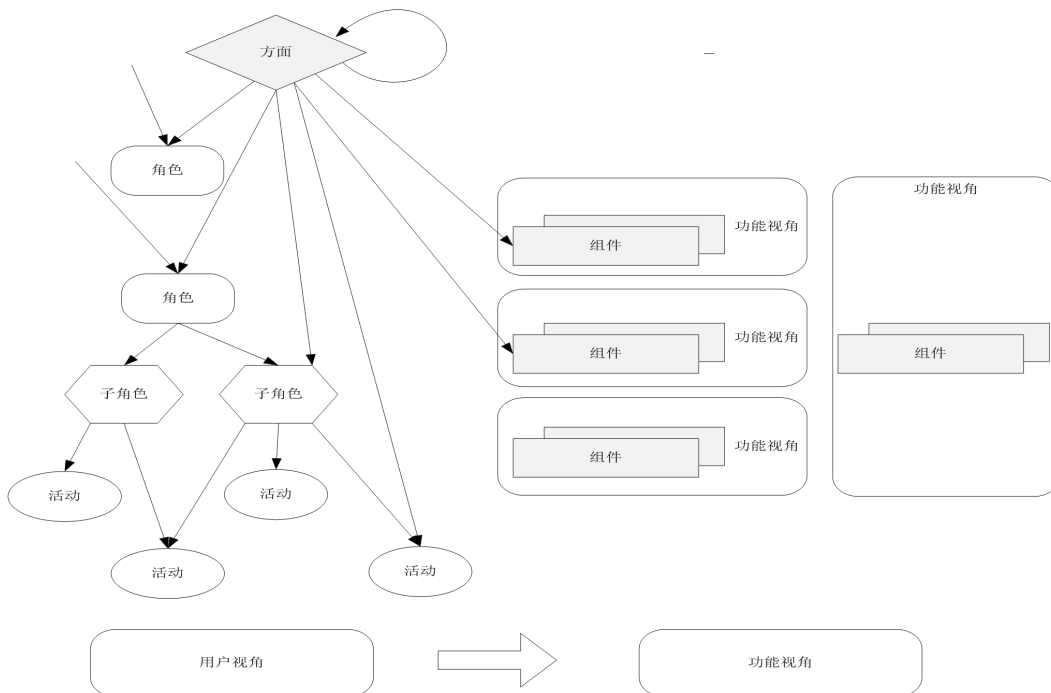 方面
角色
功能视角
功能视角
组件
角色
功能视角
组件
组件
子角色
子角色
功能视角
组件
活动
活动
活动
活动
用户视角
功能视角